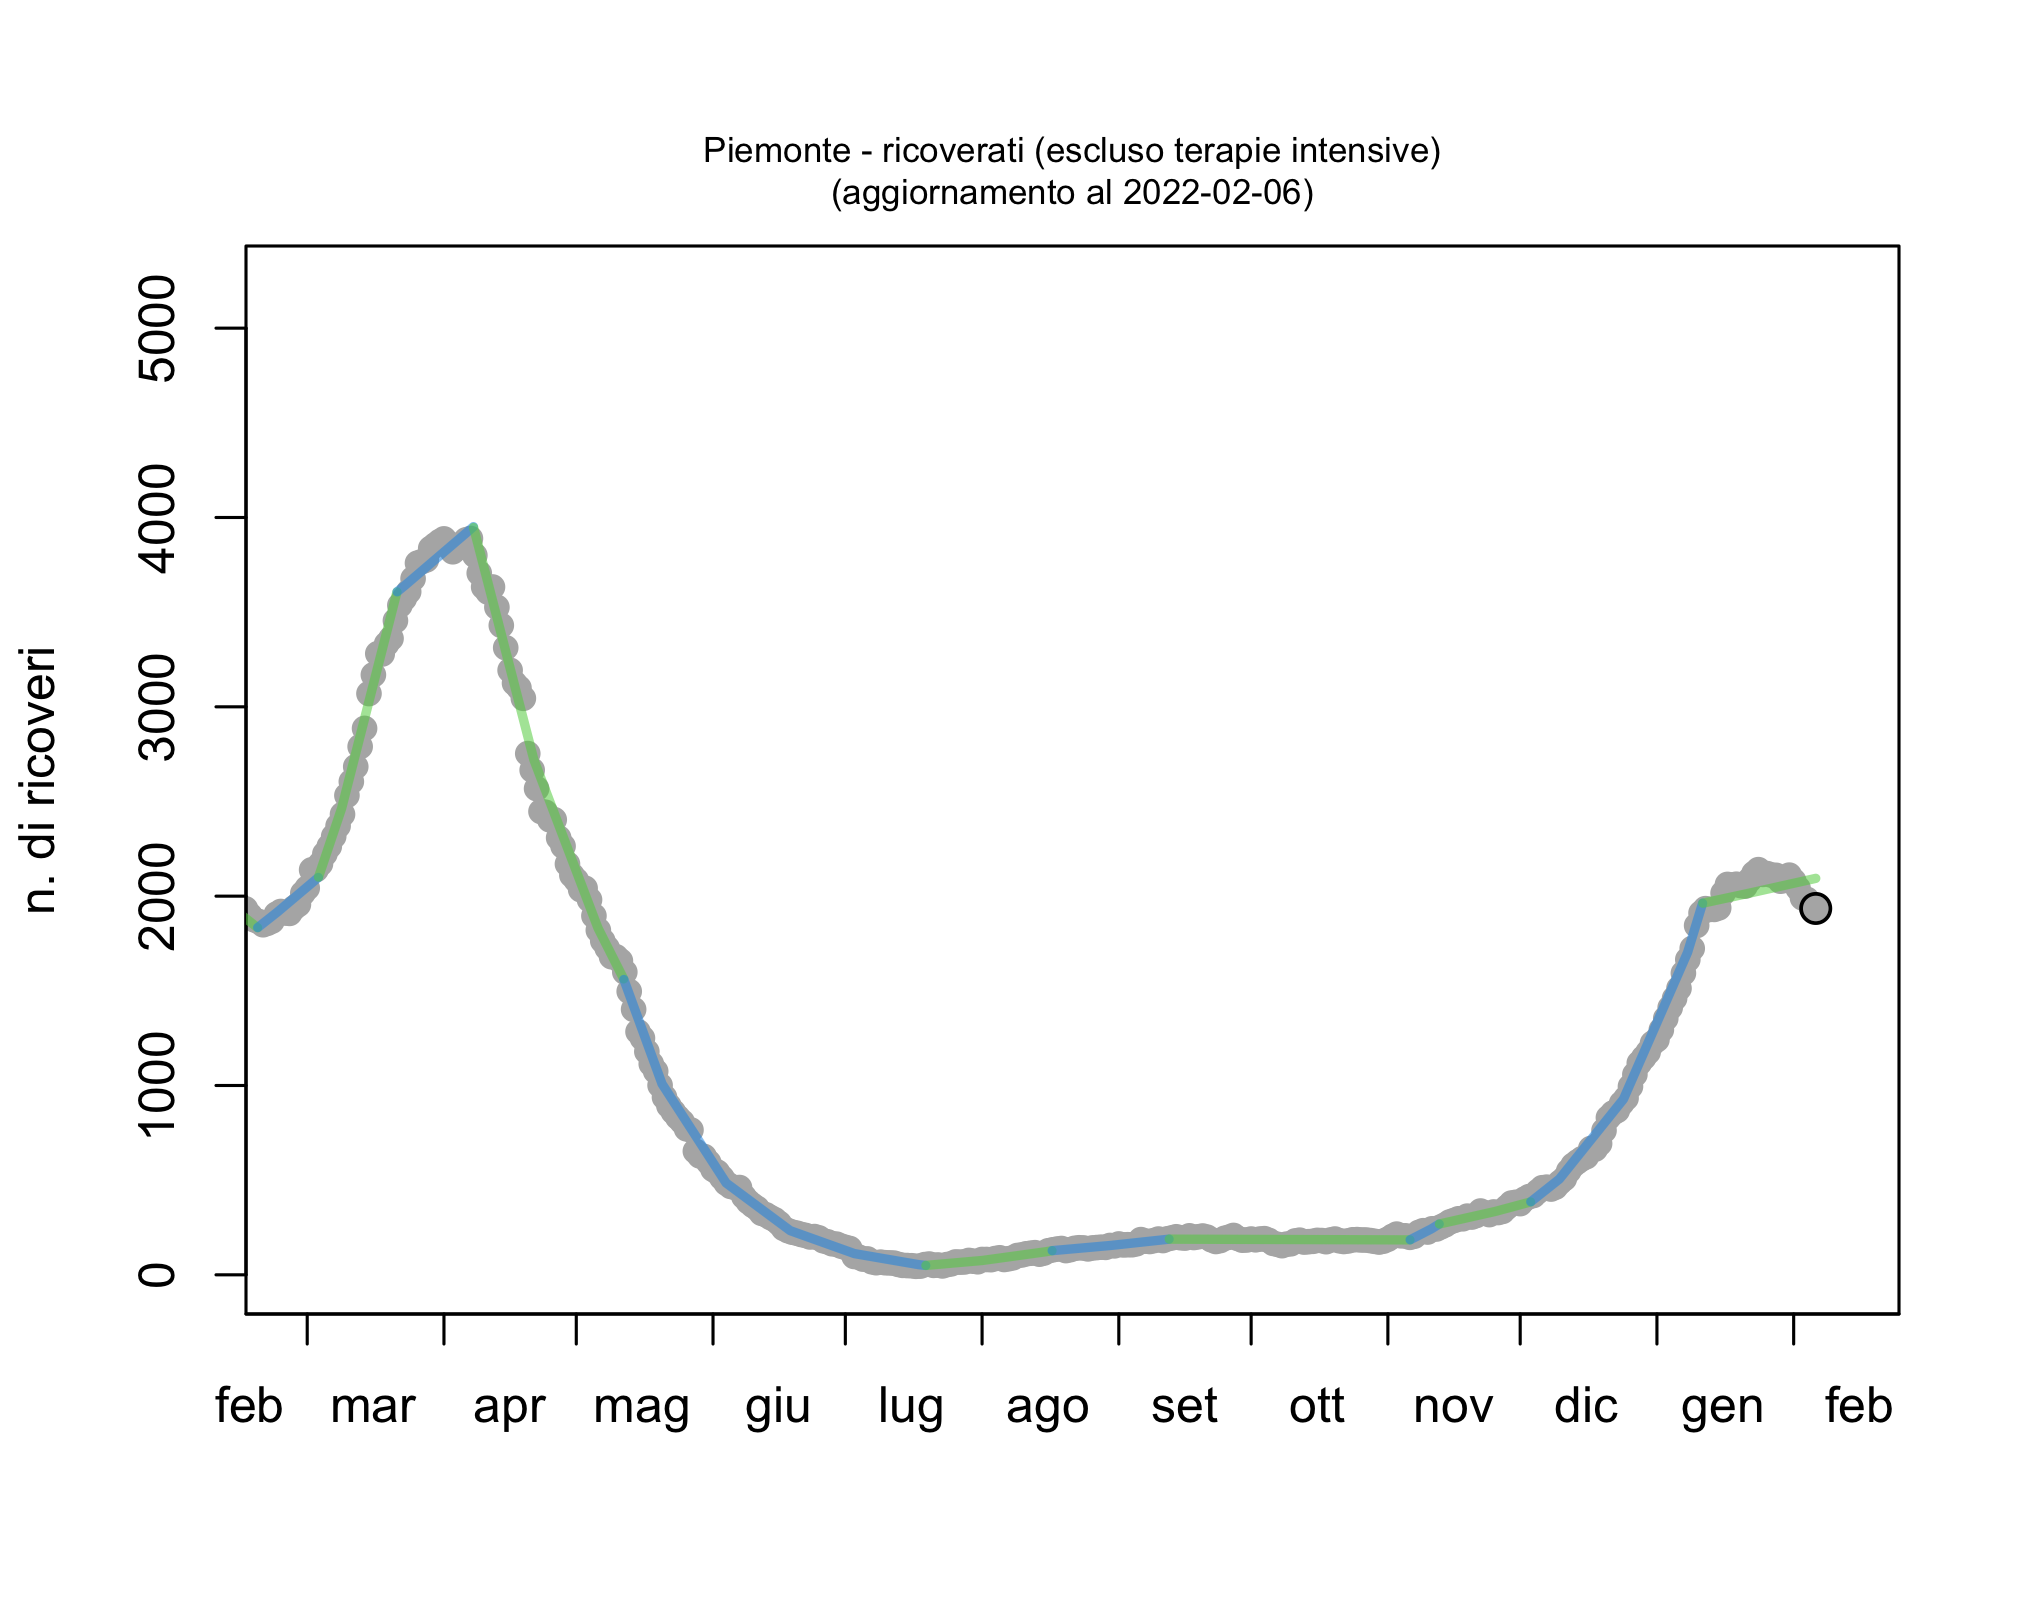 Piemonte - ricoverati (escluso terapie intensive)
(aggiornamento al 2022-02-06)
n. di ricoveri
5000
4000
3000
2000
1000
0
feb mar apr mag giu lug ago set ott nov dic gen feb